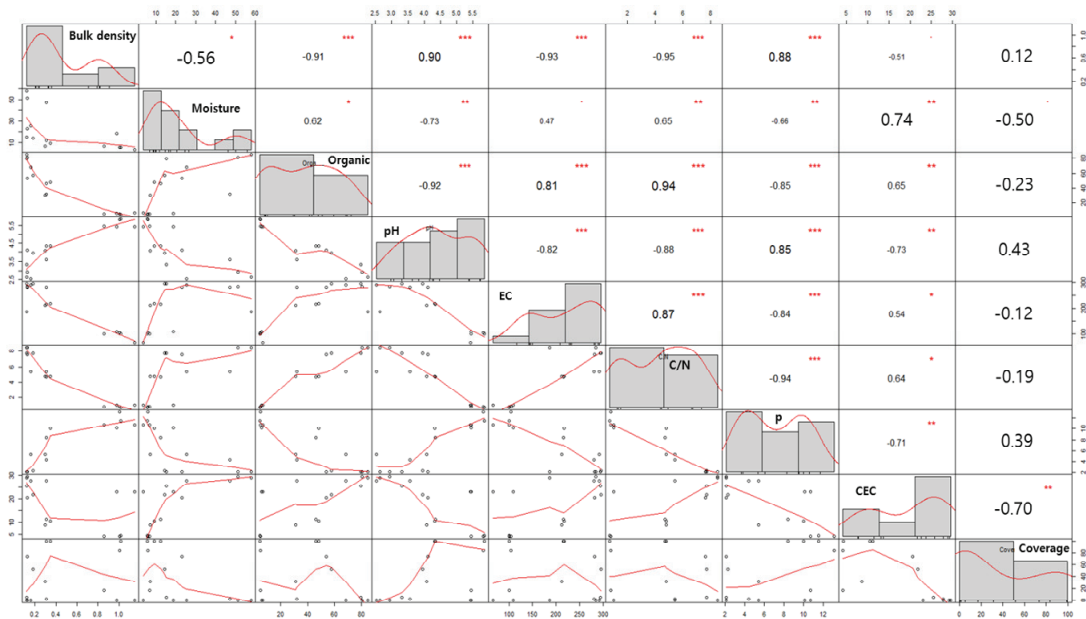 10 20 30 40 50 60 2.5 3.0 3.5 4.0 4.5 5.0 5.5 2 4 6 8 5 10 15 20 25 30
Bulk density * *** *** *** *** *** . 
-0.56 -0.91 0.90 -0.93 -0.95 0.88 -0.51 0.12 0.2 0.6 1.0
10 30 50 Moisture * ** . ** ** ** .
0.62 -0.73 0.47 0.65 -0.66 0.74 -0.50
Organic *** *** *** *** **
-0.92 0.81 0.94 -0.85 0.65 -0.23 0 20 40 60 80
2.5 3.5 4.5 5.5 pH *** *** *** **
-0.82 -0.88 0.85 -0.73 0.43
EC *** *** *
0.87 -0.84 0.54 -0.12 100 200 300
2 4 6 8 C/N *** *
-0.94 0.64 -0.19
p **
-0.71 0.39 2 4 6 8 10
5 10 20 30 CEC **
-0.70
Coverage
0 20 40 60 80
0.2 0.4 0.6 0.8 1.0 0 20 40 60 80 100 150 200 250 300 2 4 6 8 10 12 0 20 40 60 80 100